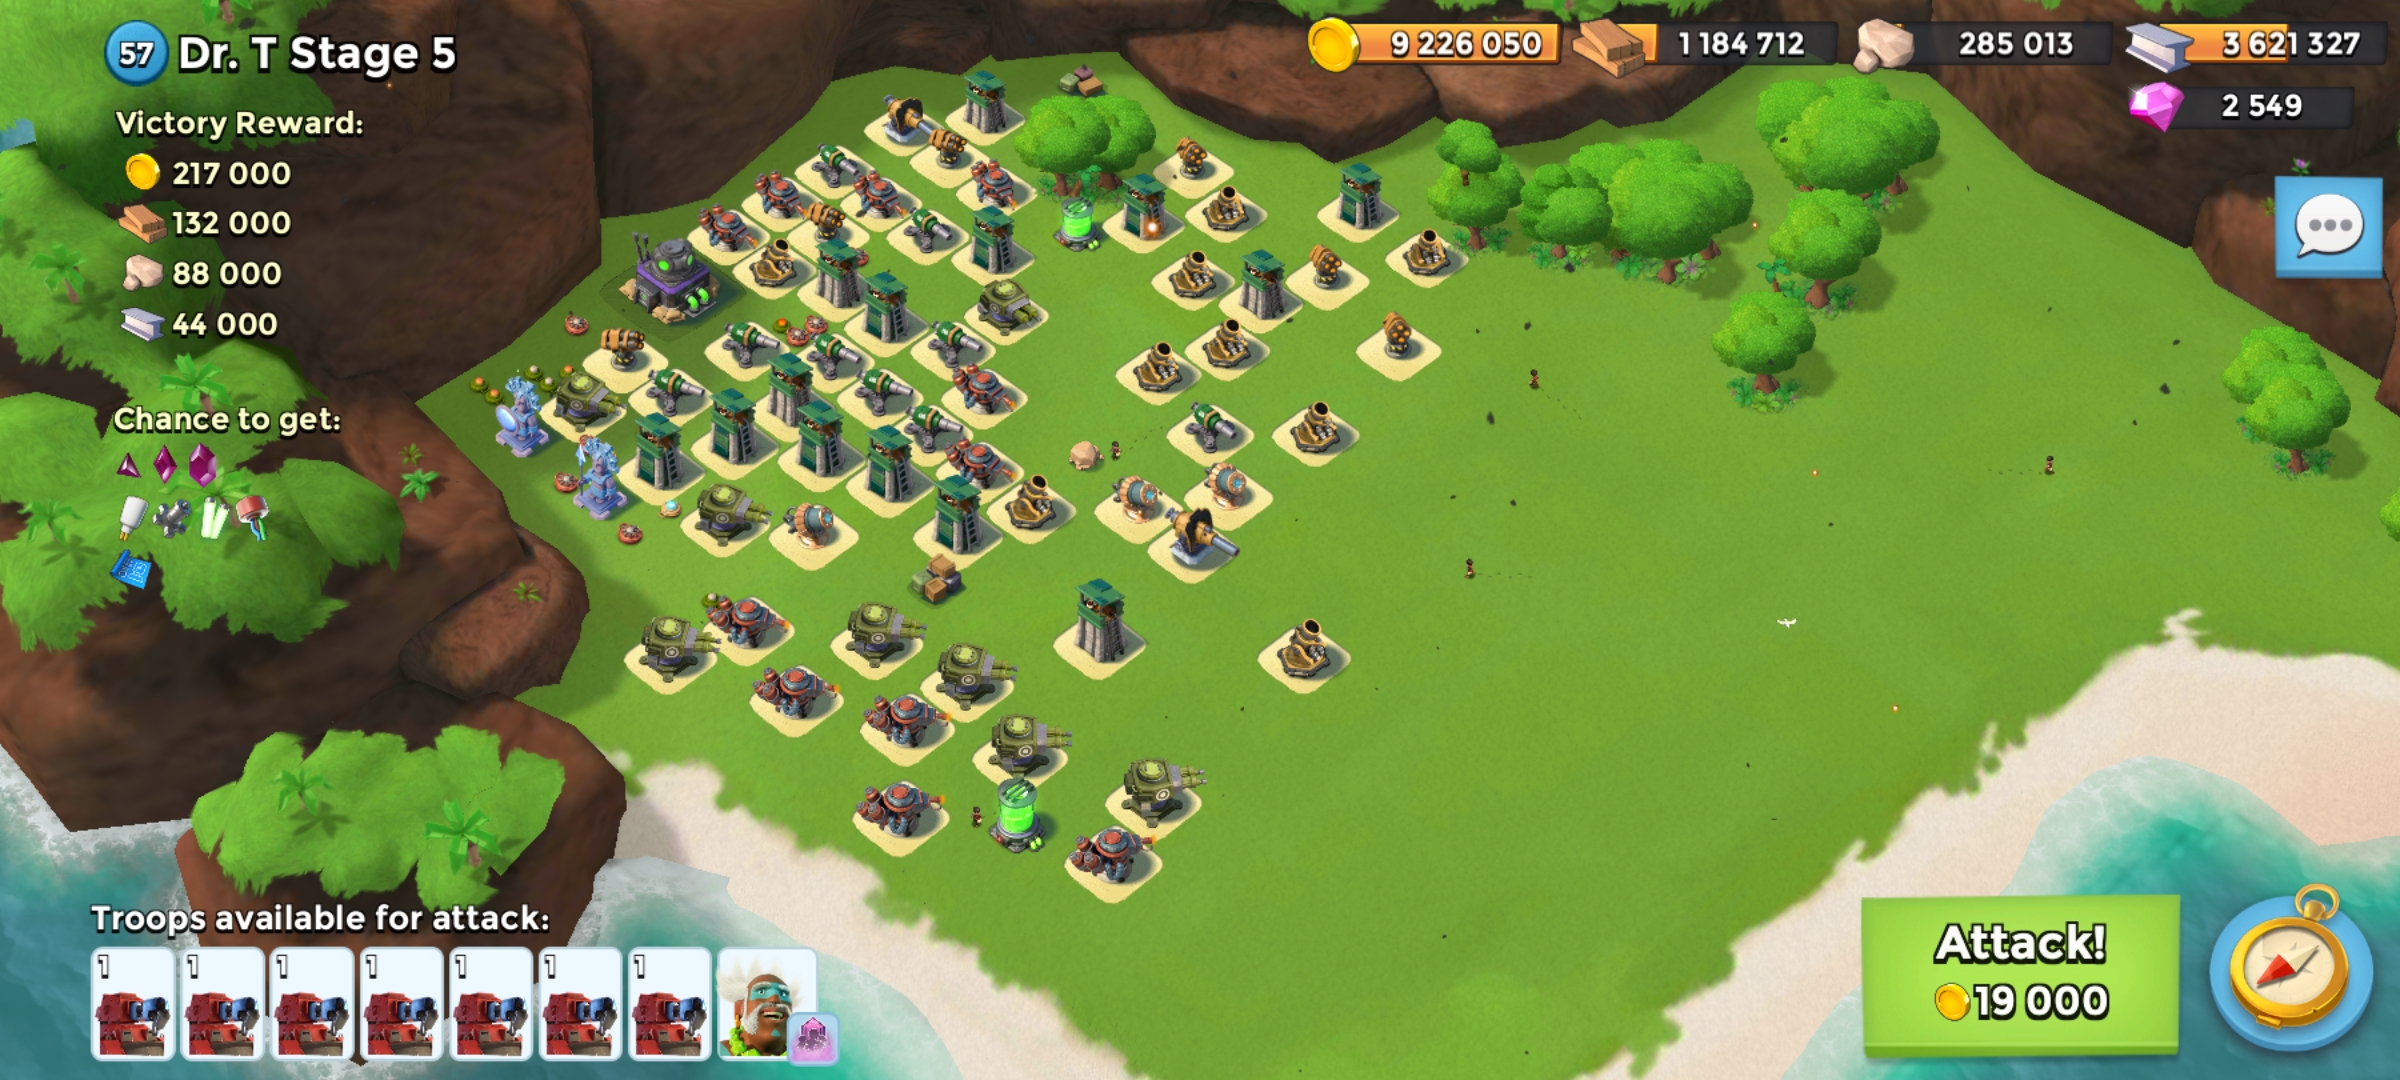 57 Dr. T Stage 5
9 226 050
1 184 712
285 013
3 621 327
2 549
Victory Reward:
217 000
132 000
88 000
44 000
Chance to get:
Troops available for attack:
1 1 1 1 1 1 1
Attack!
19 000